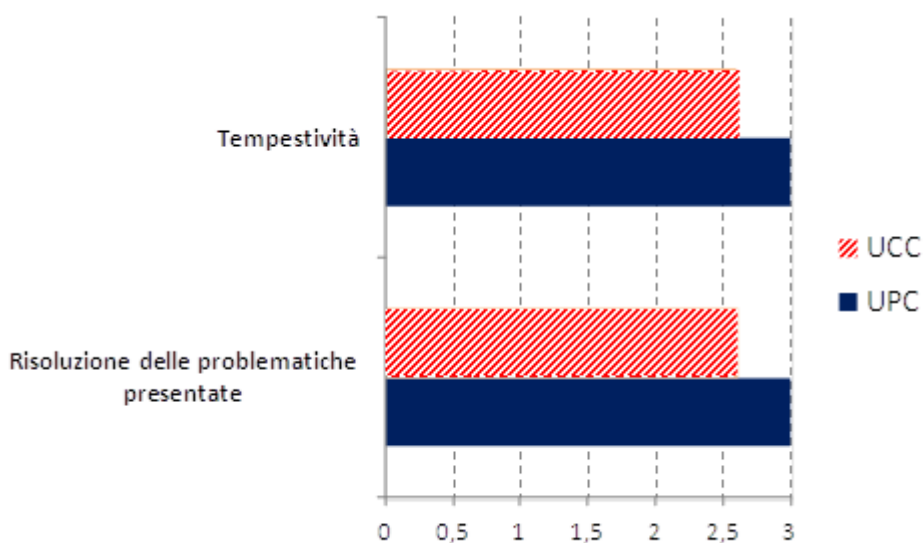 Tempestività
UCC
UPC
Risoluzione delle problematiche
presentate
0 0,5 1 1,5 2 2,5 3